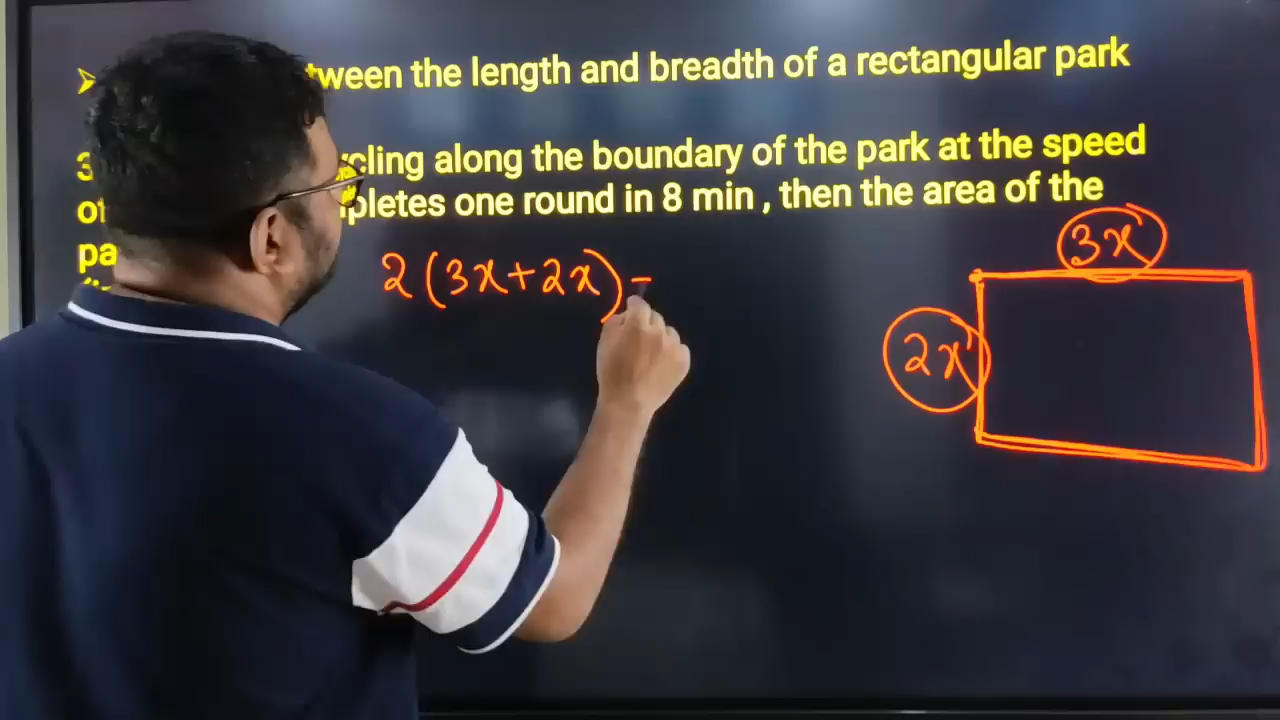 tween the length and breadth of a rectangular park
3 cling along the boundary of the park at the speed
of pletes one round in 8 min , then the area of the
pa
2(3x+2x) =
3x
2x